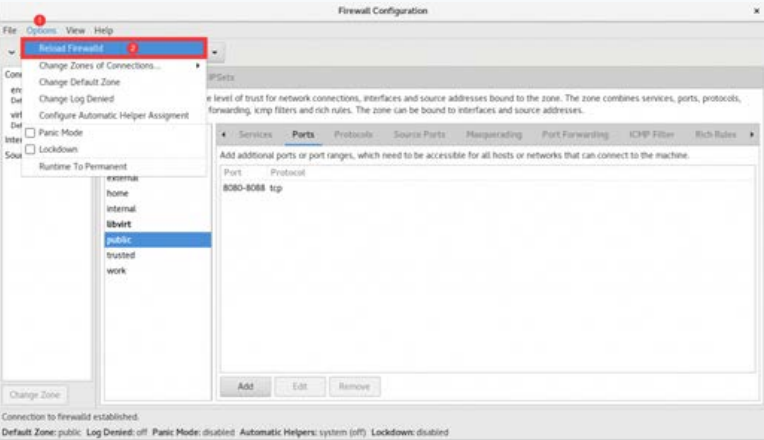 Firewall Configuration
1
File Options View Help
Reload Firewalld 2
Change Zones of Connections...
Change Default Zone
Change Log Denied
Configure Automatic Helper Assigment
Panic Mode
Lockdown
Runtime To Permanent
IPSets
e level of trust for network connections, interfaces and source addresses bound to the zone. The zone combines services, ports, protocols,
forwarding, icmp filters and rich rules. The zone can be bound to interfaces and source addresses.
Services Ports Protocols Source Ports Masquerading Port Forwarding ICMP Filter Rich Rules
Add additional ports or port ranges, which need to be accessible for all hosts or networks that can connect to the machine.
Port Protocol
8080-8088 tcp
external
home
internal
libvirt
public
trusted
work
Add Edit Remove
Change Zone
Connection to firewalld established.
Default Zone: public Log Denied: off Panic Mode: disabled Automatic Helpers: system (off) Lockdown: disabled